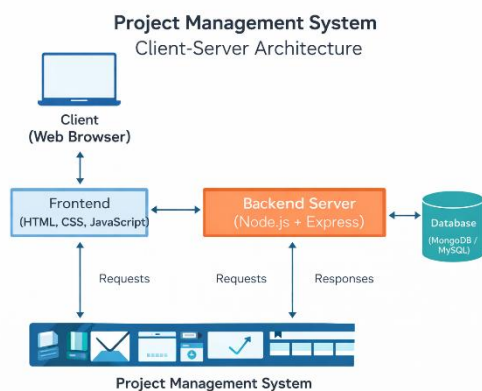 Project Management System
Client-Server Architecture
Client
(Web Browser)
Frontend
(HTML, CSS, JavaScript)
Backend Server
(Node.js + Express)
Database
(MongoDB /
MySQL)
Requests
Requests
Responses
Project Management System